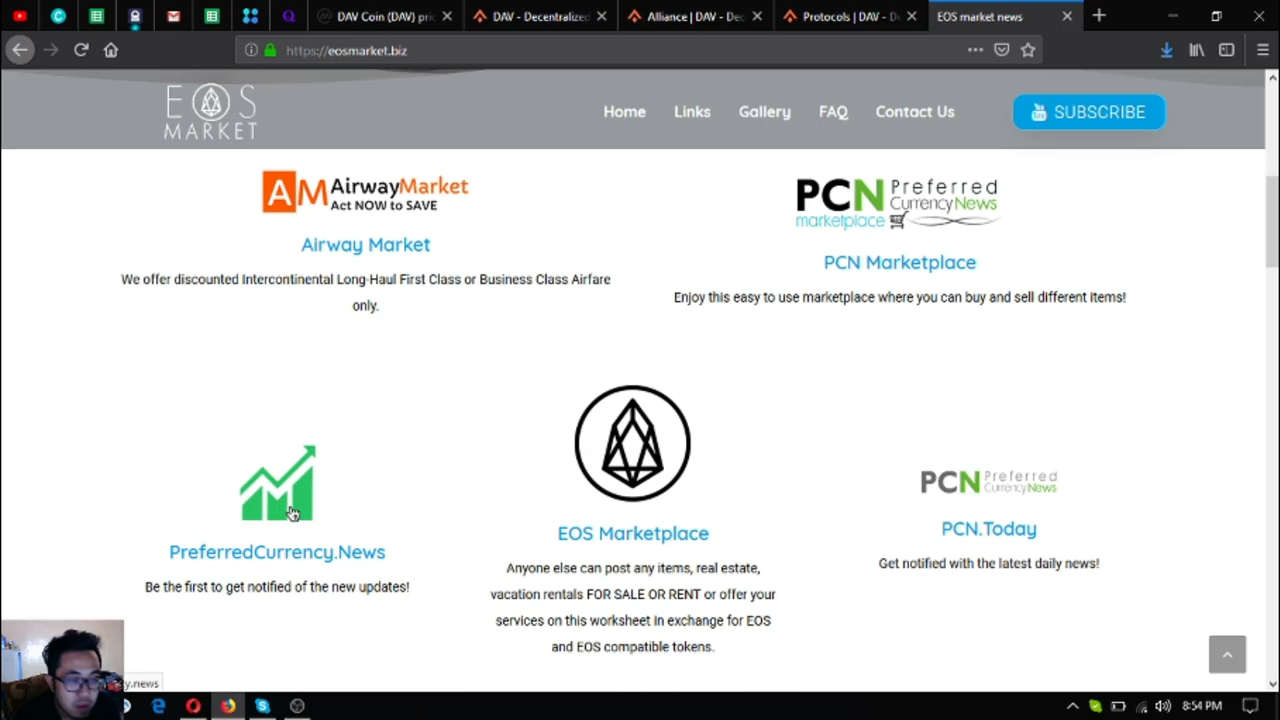 DAV Coin (DAV) pri
DAV - Decentralized
Alliance | DAV - Dec
Protocols | DAV - De
EOS market news
https://eosmarket.biz
EOS
MARKET
Home
Links
Gallery
FAQ
Contact Us
SUBSCRIBE
AM AirwayMarket
Act NOW to SAVE
Airway Market
We offer discounted Intercontinental Long-Haul First Class or Business Class Airfare
only.
PCN Preferred
Currency News
marketplace
PCN Marketplace
Enjoy this easy to use marketplace where you can buy and sell different Items!
PreferredCurrency.News
Be the first to get notified of the new updates!
EOS Marketplace
Anyone else can post any items, real estate,
vacation rentals FOR SALE OR RENT or offer your
services on this worksheet in exchange for EOS
and EOS compatible tokens.
PCN Preferred
Currency News
PCN.Today
Get notified with the latest daily news!
y.news
8:54 PM